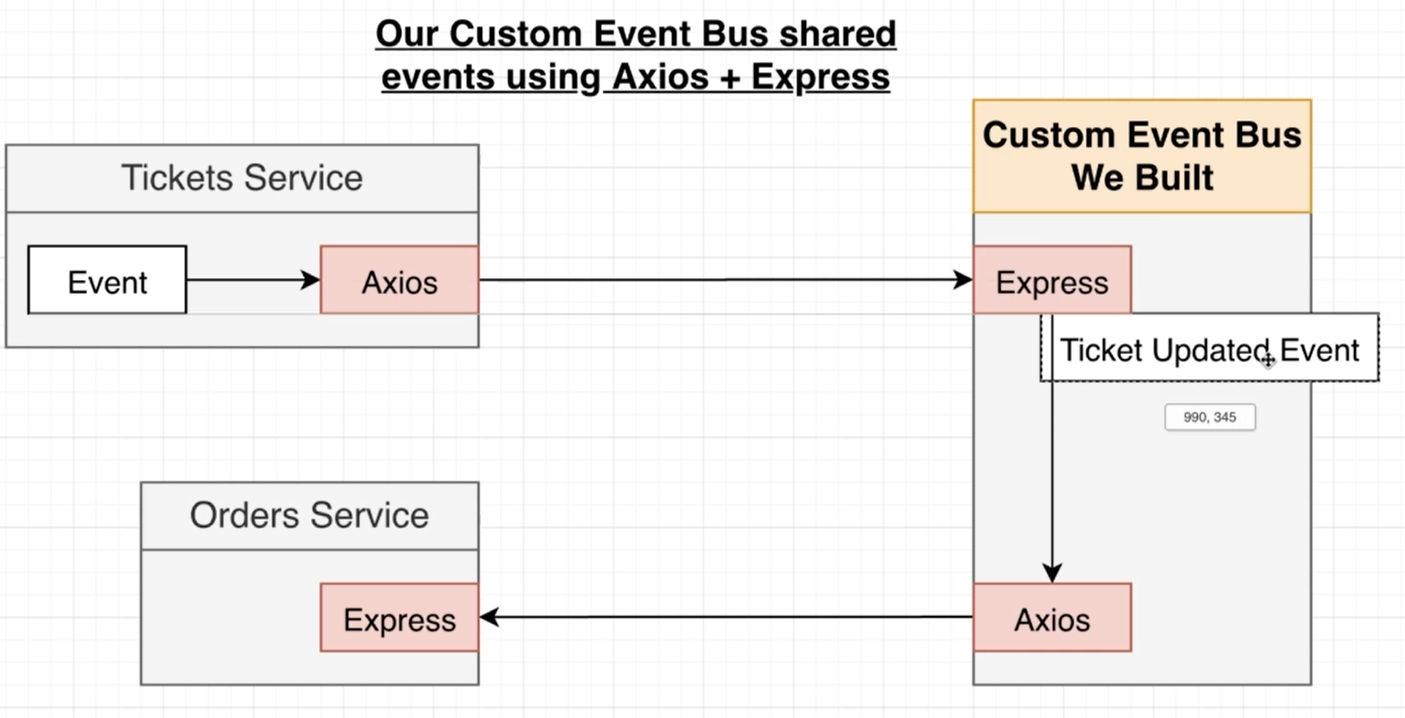 Our Custom Event Bus shared
events using Axios + Express
Custom Event Bus
We Built
Tickets Service
Event
Axios
Express
Ticket Updated Event
990, 345
Orders Service
Express
Axios